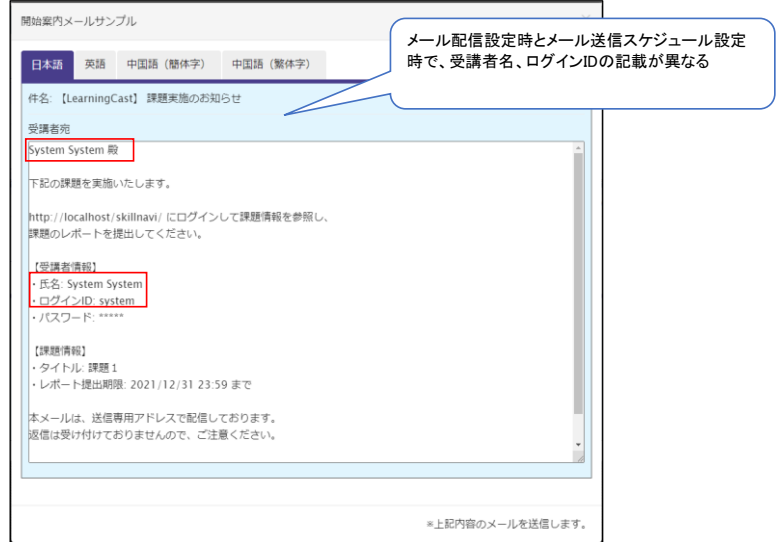 開始案内メールサンプル
メール配信設定時とメール送信スケジュール設定
時で、受講者名、ログインIDの記載が異なる
日本語 英語 中国語（簡体字） 中国語（繁体字）
件名: 【LearningCast】 課題実施のお知らせ
受講者宛
System System 殿
下記の課題を実施いたします。
http://localhost/skillnavi/ にログインして課題情報を参照し、
課題のレポートを提出してください。
【受講者情報】
・氏名: System System
・ログインID: system
・パスワード: *****
【課題情報】
・タイトル: 課題１
・レポート提出期限: 2021/12/31 23:59 まで
本メールは、送信専用アドレスで配信しております。
返信は受け付けておりませんので、ご注意ください。
※上記内容のメールを送信します。